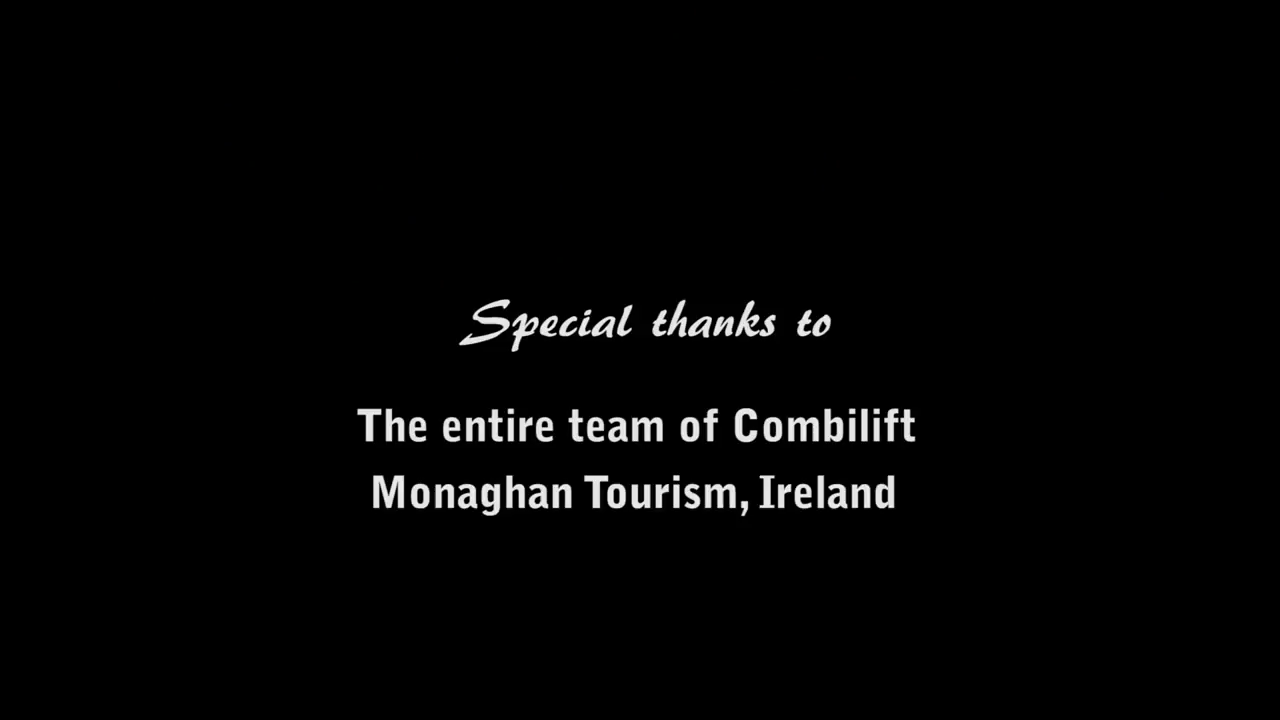 Special thanks to
The entire team of Combilift
Monaghan Tourism, Ireland